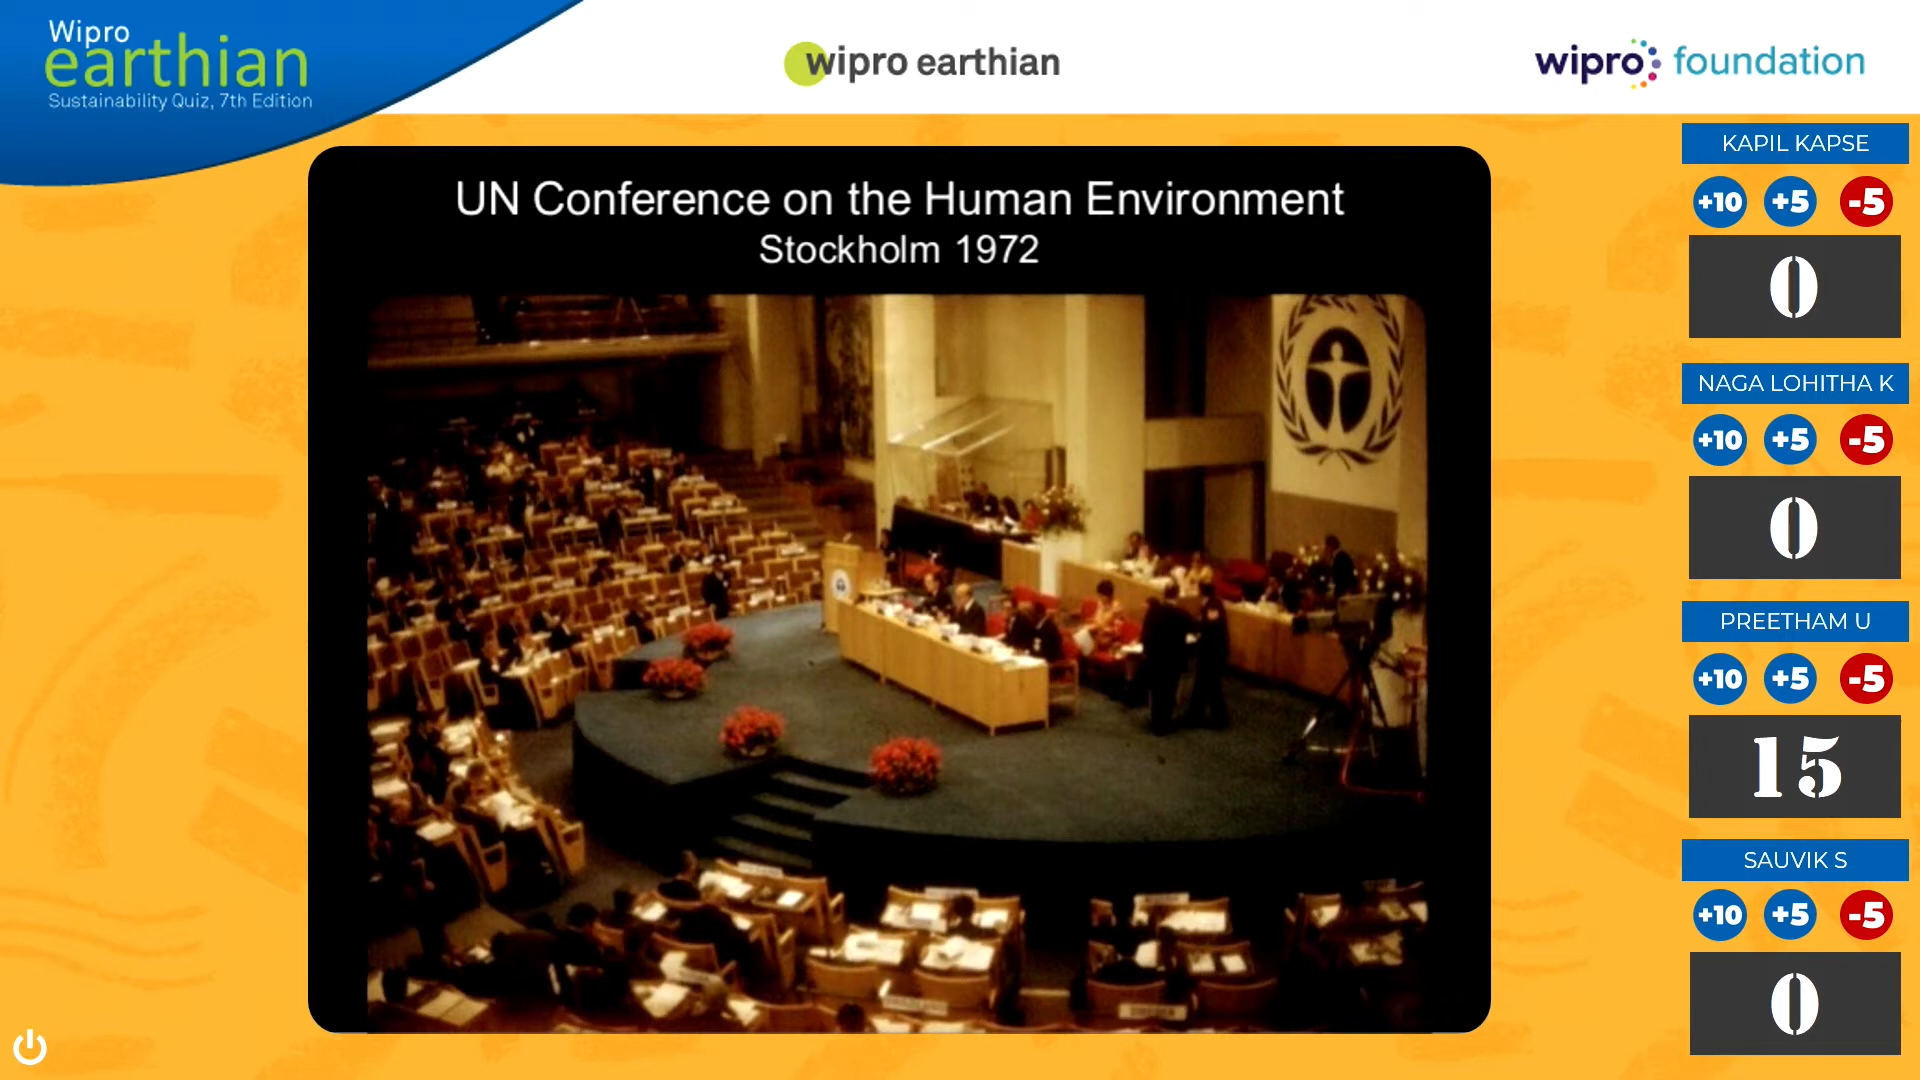 Wipro
earthian
Sustainability Quiz, 7th Edition
wipro earthian
wipro foundation
UN Conference on the Human Environment
Stockholm 1972
KAPIL KAPSE
+10 +5 -5
0
NAGA LOHITHA K
+10 +5 -5
0
PREETHAM U
+10 +5 -5
15
SAUVIK S
+10 +5 -5
0